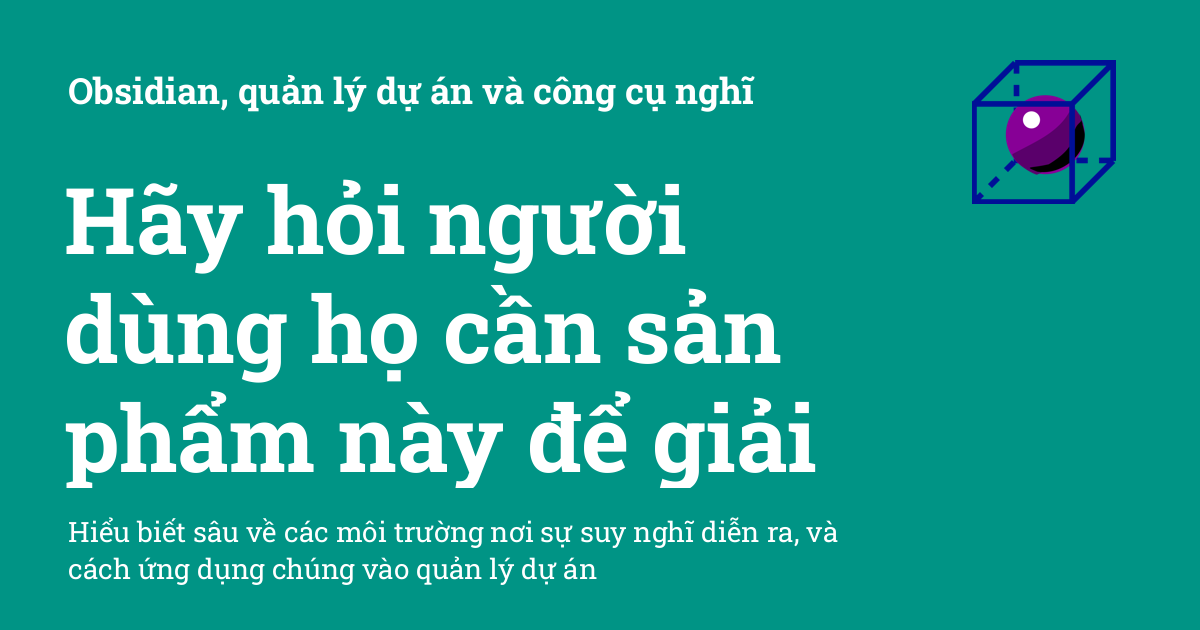 Obsidian, quản lý dự án và công cụ nghĩ
Hãy hỏi người
dùng họ cần sản
phẩm này để giải
Hiểu biết sâu về các môi trường nơi sự suy nghĩ diễn ra, và
cách ứng dụng chúng vào quản lý dự án